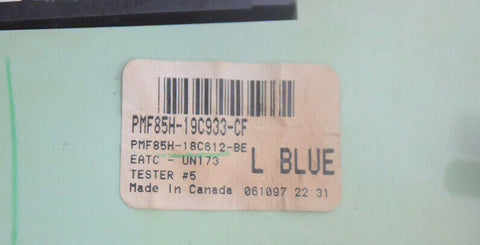 PMF85H-19C933-CF
PMF85H-18C612-BE
EATC - UN173 L BLUE
TESTER #5
Made In Canada 061097 22:31